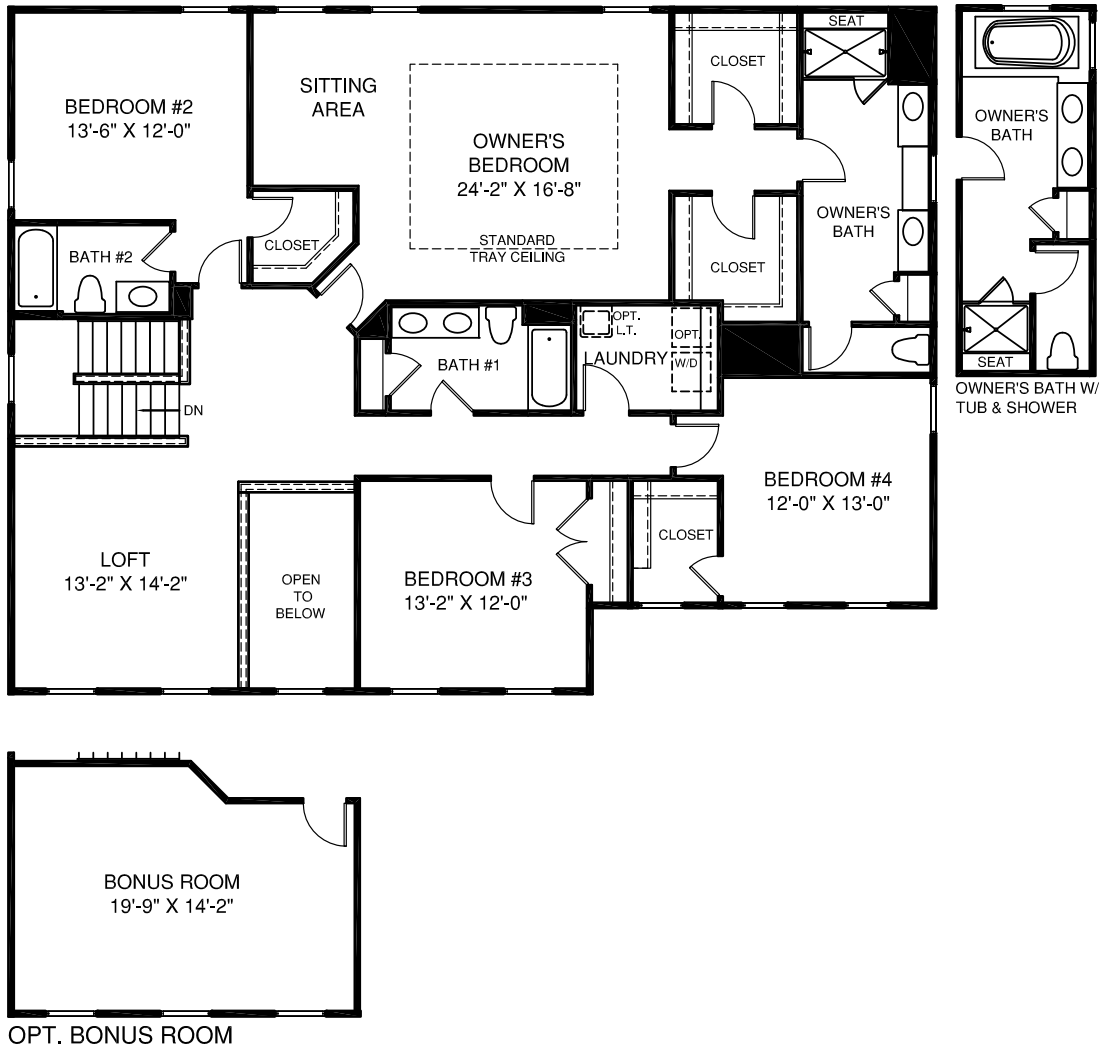 BEDROOM #2
13'-6" X 12'-0"
SITTING
AREA
OWNER'S
BEDROOM
24'-2" X 16'-8"
STANDARD
TRAY CEILING
CLOSET
SEAT
OWNER'S
BATH
CLOSET
CLOSET
BATH #2
DN
BATH #1
OPT.
L.T.
LAUNDRY
OPT.
W/D
BEDROOM #4
12'-0" X 13'-0"
CLOSET
BEDROOM #3
13'-2" X 12'-0"
LOFT
13'-2" X 14'-2"
OPEN
TO
BELOW
OWNER'S
BATH
SEAT
OWNER'S BATH W/
TUB & SHOWER
BONUS ROOM
19'-9" X 14'-2"
OPT. BONUS ROOM